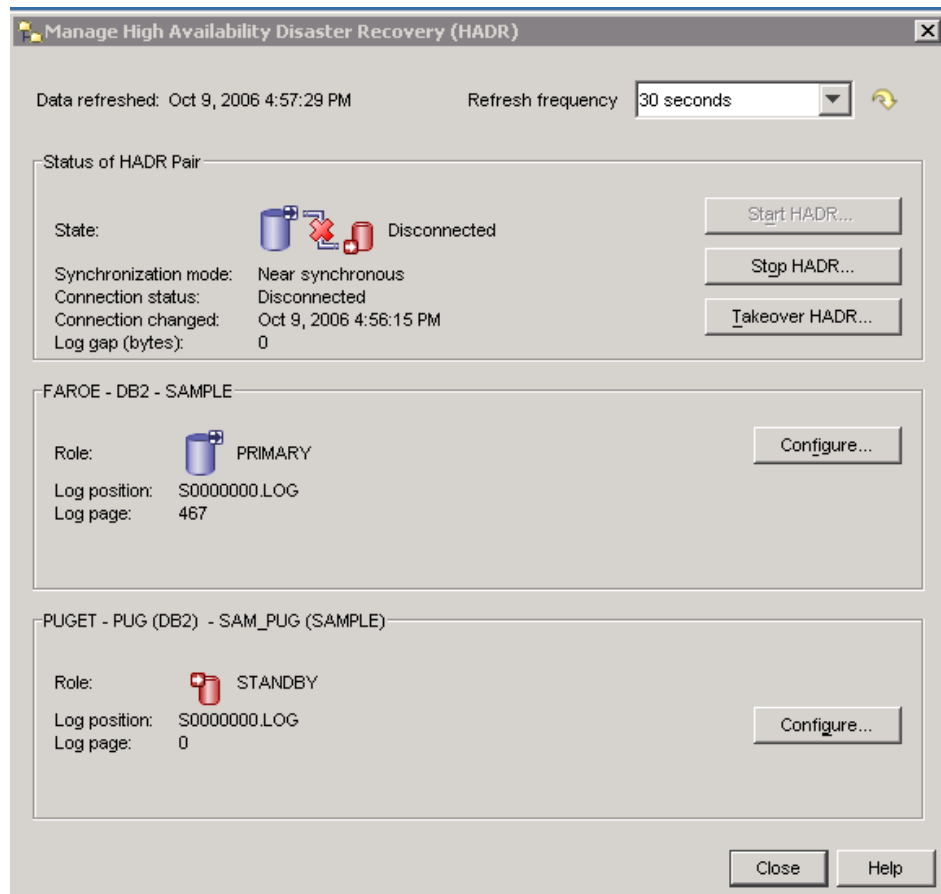 Manage High Availability Disaster Recovery (HADR)
Data refreshed: Oct 9, 2006 4:57:29 PM
Refresh frequency 30 seconds
Status of HADR Pair
State: Disconnected
Start HADR...
Synchronization mode: Near synchronous
Stop HADR...
Connection status: Disconnected
Connection changed: Oct 9, 2006 4:56:15 PM
Takeover HADR...
Log gap (bytes): 0
FAROE - DB2 - SAMPLE
Role: PRIMARY
Configure...
Log position: S0000000.LOG
Log page: 467
PUGET - PUG (DB2) - SAM_PUG (SAMPLE)
Role: STANDBY
Log position: S0000000.LOG
Configure...
Log page: 0
Close
Help